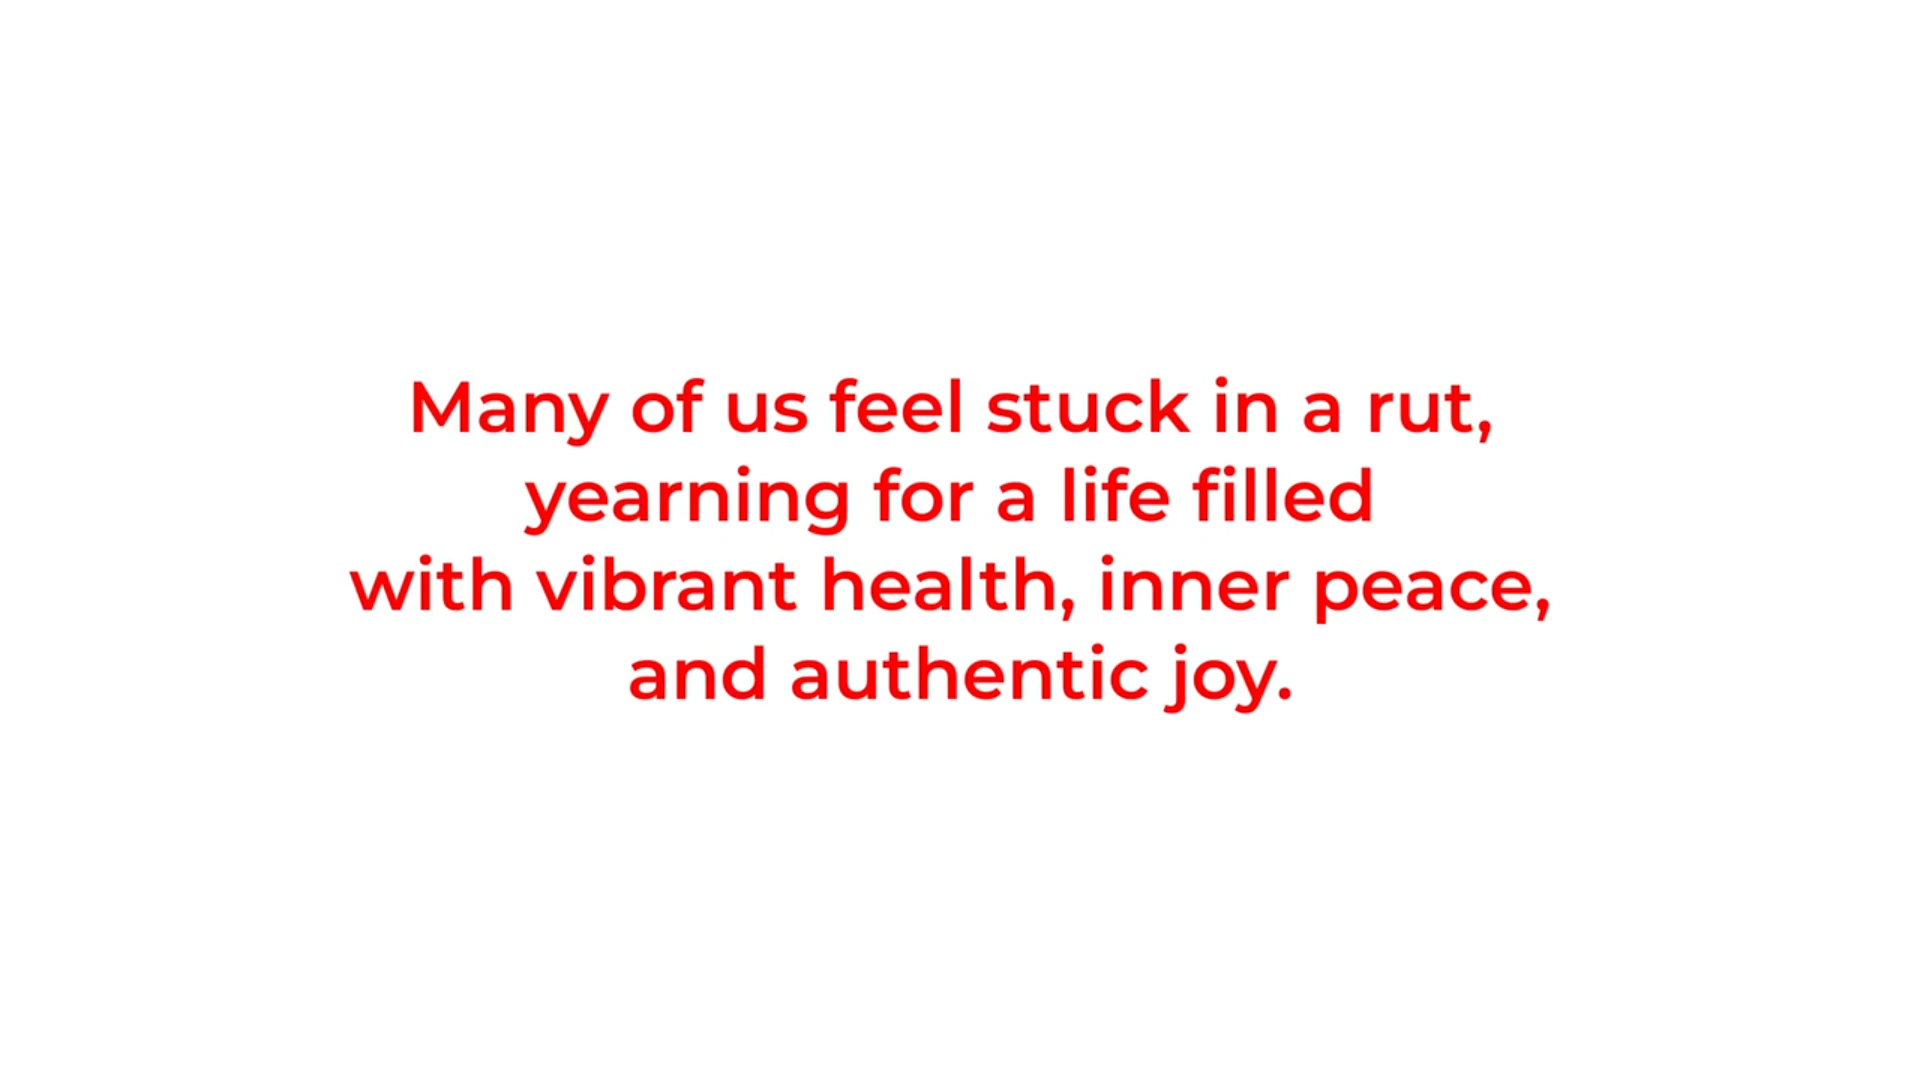 Many of us feel stuck in a rut,
yearning for a life filled
with vibrant health, inner peace,
and authentic joy.